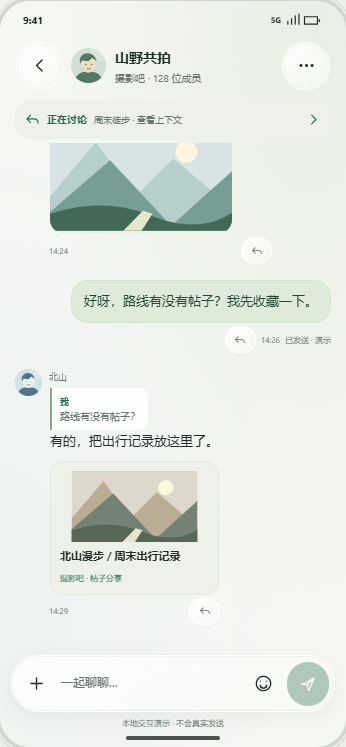 9:41
5G
山野共拍
摄影吧 · 128 位成员
正在讨论 周末徒步 · 查看上下文
14:24
好呀，路线有没有帖子？我先收藏一下。
14:26 已发送 · 演示
北山
我
路线有没有帖子？
有的，把出行记录放这里了。
北山漫步 / 周末出行记录
摄影吧 · 帖子分享
14:29
一起聊聊...
本地交互演示 · 不会真实发送